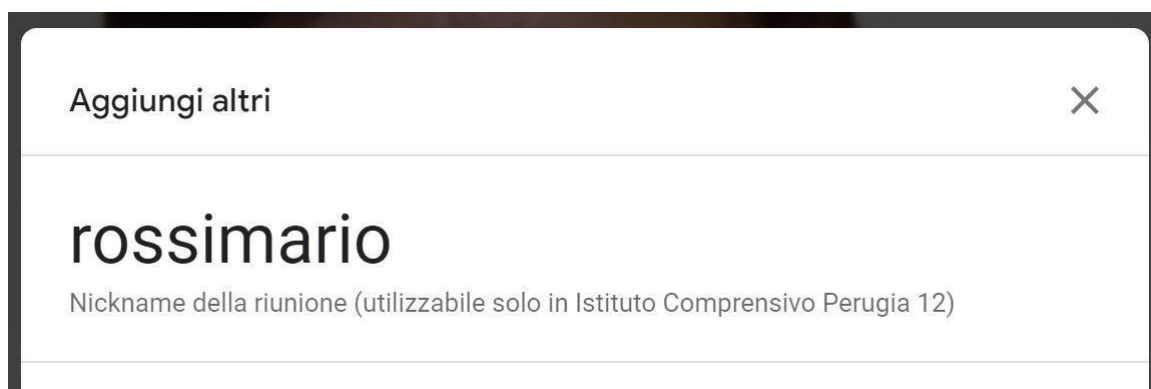 Aggiungi altri
rossimario
Nickname della riunione (utilizzabile solo in Istituto Comprensivo Perugia 12)